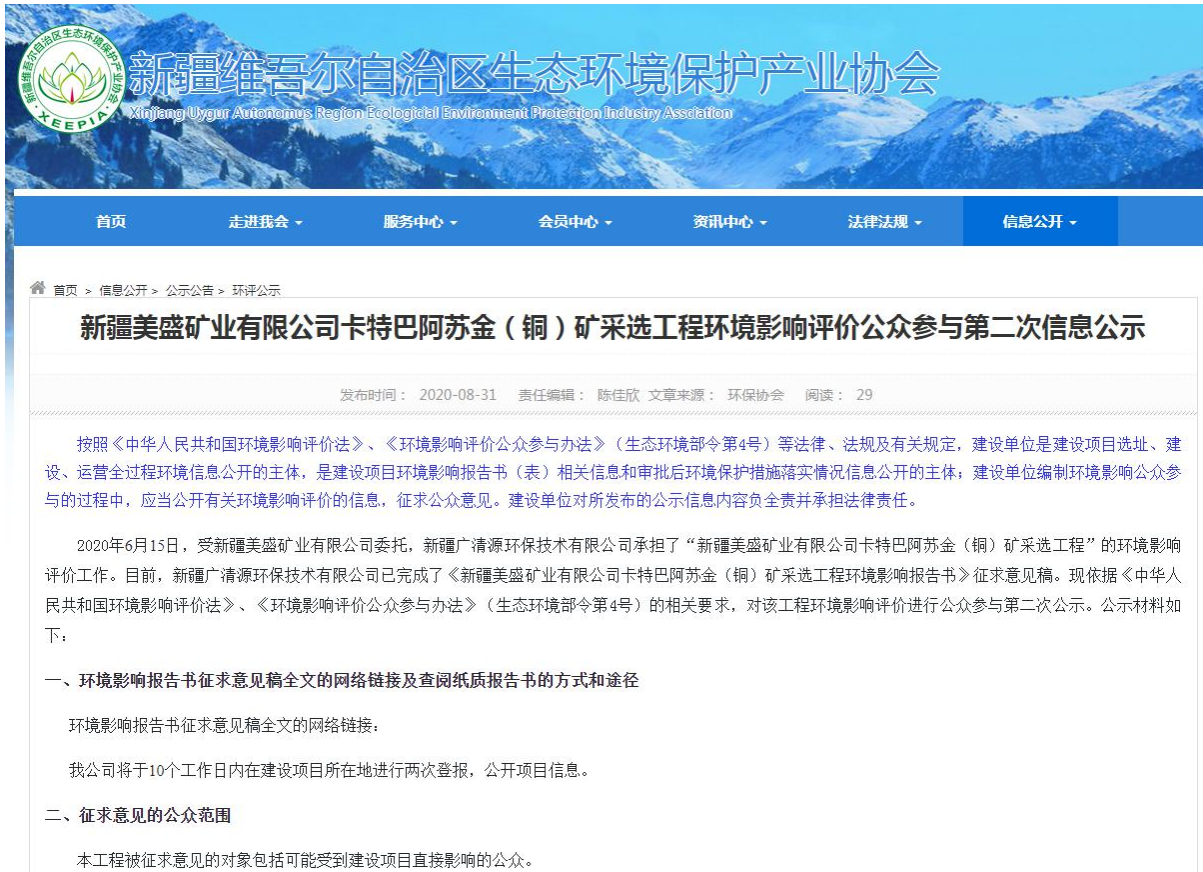 新疆维吾尔自治区生态环境保护产业协会
XEEPIA
新疆维吾尔自治区生态环境保护产业协会
Xinjiang Uygur Autonomus Region Ecologicial Environment Protection Industry Assciation
首页 走进我会 服务中心 会员中心 资讯中心 法律法规 信息公开
首页 > 信息公开 > 公示公告 > 环评公示
新疆美盛矿业有限公司卡特巴阿苏金（铜）矿采选工程环境影响评价公众参与第二次信息公示
发布时间： 2020-08-31 责任编辑： 陈佳欣 文章来源： 环保协会 阅读： 29
按照《中华人民共和国环境影响评价法》、《环境影响评价公众参与办法》（生态环境部令第4号）等法律、法规及有关规定，建设单位是建设项目选址、建
设、运营全过程环境信息公开的主体，是建设项目环境影响报告书（表）相关信息和审批后环境保护措施落实情况信息公开的主体；建设单位编制环境影响公众参
与的过程中，应当公开有关环境影响评价的信息，征求公众意见。建设单位对所发布的公示信息内容负全责并承担法律责任。
2020年6月15日，受新疆美盛矿业有限公司委托，新疆广清源环保技术有限公司承担了“新疆美盛矿业有限公司卡特巴阿苏金（铜）矿采选工程”的环境影响
评价工作。目前，新疆广清源环保技术有限公司已完成了《新疆美盛矿业有限公司卡特巴阿苏金（铜）矿采选工程环境影响报告书》征求意见稿。现依据《中华人
民共和国环境影响评价法》、《环境影响评价公众参与办法》（生态环境部令第4号）的相关要求，对该工程环境影响评价进行公众参与第二次公示。公示材料如
下：
一、环境影响报告书征求意见稿全文的网络链接及查阅纸质报告书的方式和途径
环境影响报告书征求意见稿全文的网络链接：
我公司将于10个工作日内在建设项目所在地进行两次登报，公开项目信息。
二、征求意见的公众范围
本工程被征求意见的对象包括可能受到建设项目直接影响的公众。